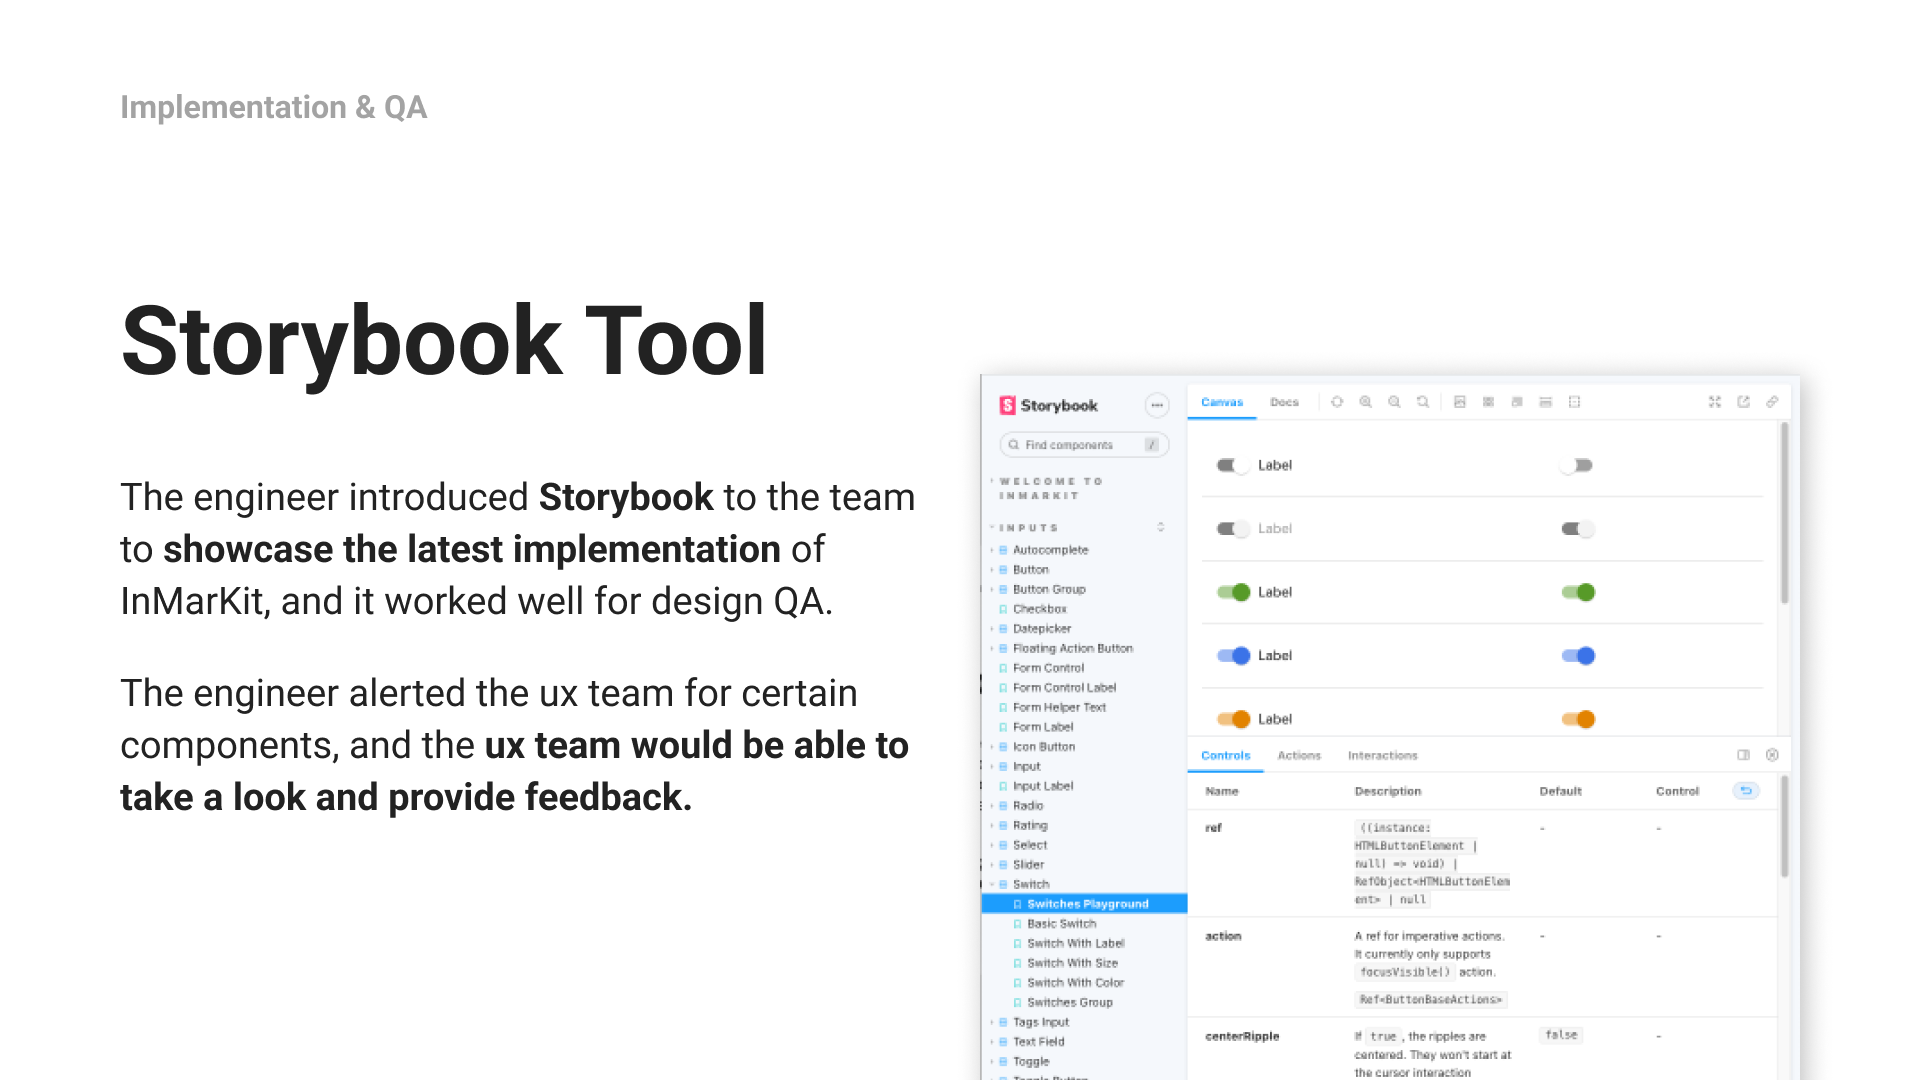 Implementation & QA
Storybook Tool
The engineer introduced Storybook to the team
to showcase the latest implementation of
InMarKit, and it worked well for design QA.
The engineer alerted the ux team for certain
components, and the ux team would be able to
take a look and provide feedback.
Storybook
Find components
/
WELCOME TO
INMARKIT
INPUTS
Autocomplete
Button
Button Group
Checkbox
Datepicker
Floating Action Button
Form Control
Form Control Label
Form Helper Text
Form Label
Icon Button
Input
Input Label
Radio
Rating
Select
Slider
Switch
Switches Playground
Basic Switch
Switch With Label
Switch With Size
Switch With Color
Switches Group
Tags Input
Text Field
Toggle
Toggle Button
Canvas Docs
Label
Label
Label
Label
Label
Controls Actions Interactions
Name Description Default Control
ref ((instance: - -
HTMLButtonElement |
null) => void) |
RefObject<HTMLButtonElem
ent> | null
action A ref for imperative actions. - -
It currently only supports
focusVisible() action.
Ref<ButtonBaseActions>
centerRipple If true , the ripples are false -
centered. They won't start at
the cursor interaction